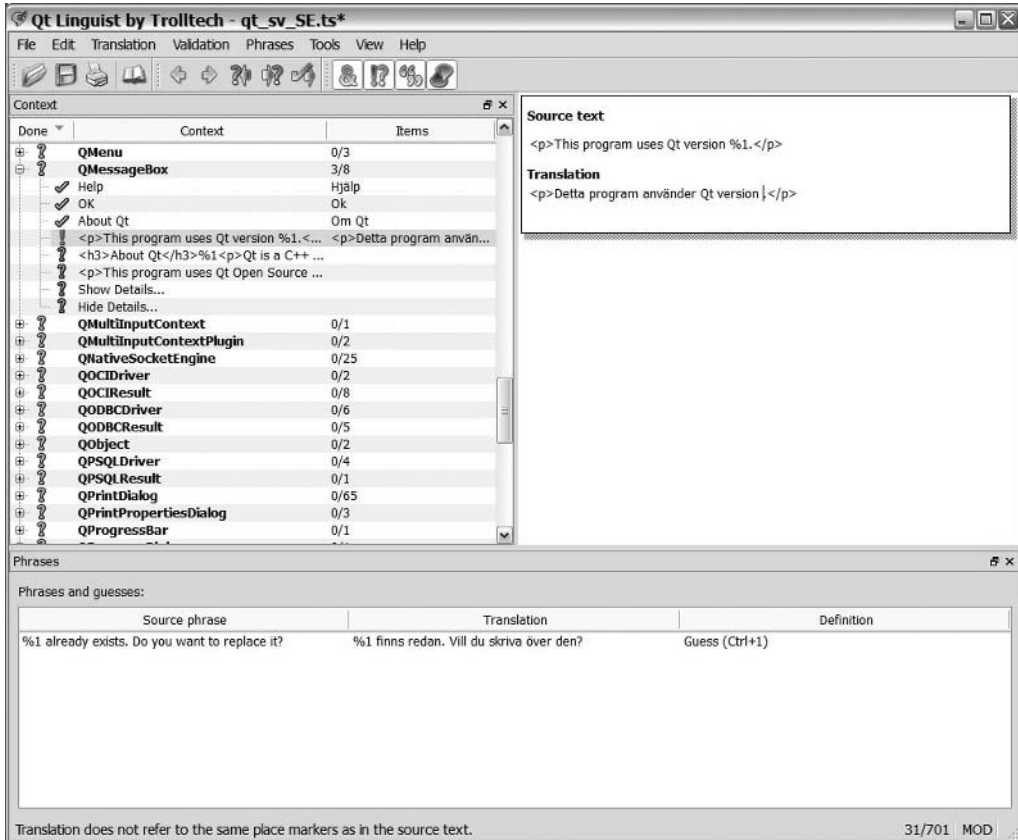 Qt Linguist by Trolltech - qt_sv_SE.ts*
File Edit Translation Validation Phrases Tools View Help
Context
Done Context Items
QMenu 0/3
QMessageBox 3/8
Help Hjälp
OK Ok
About Qt Om Qt
<p>This program uses Qt version %1.<... <p>Detta program använ...
<h3>About Qt</h3>%1<p>Qt is a C++ ...
<p>This program uses Qt Open Source ...
Show Details...
Hide Details...
QMultiInputContext 0/1
QMultiInputContextPlugin 0/2
QNativeSocketEngine 0/25
QOCIDriver 0/2
QOCIResult 0/8
QODBCDriver 0/6
QODBCResult 0/5
QObject 0/2
QPSQLDriver 0/4
QPSQLResult 0/1
QPrintDialog 0/65
QPrintPropertiesDialog 0/3
QProgressBar 0/1
Source text
<p>This program uses Qt version %1.</p>
Translation
<p>Detta program använder Qt version .</p>
Phrases
Phrases and guesses:
Source phrase Translation Definition
%1 already exists. Do you want to replace it? %1 finns redan. Vill du skriva över den? Guess (Ctrl+1)
Translation does not refer to the same place markers as in the source text. 31/701 MOD